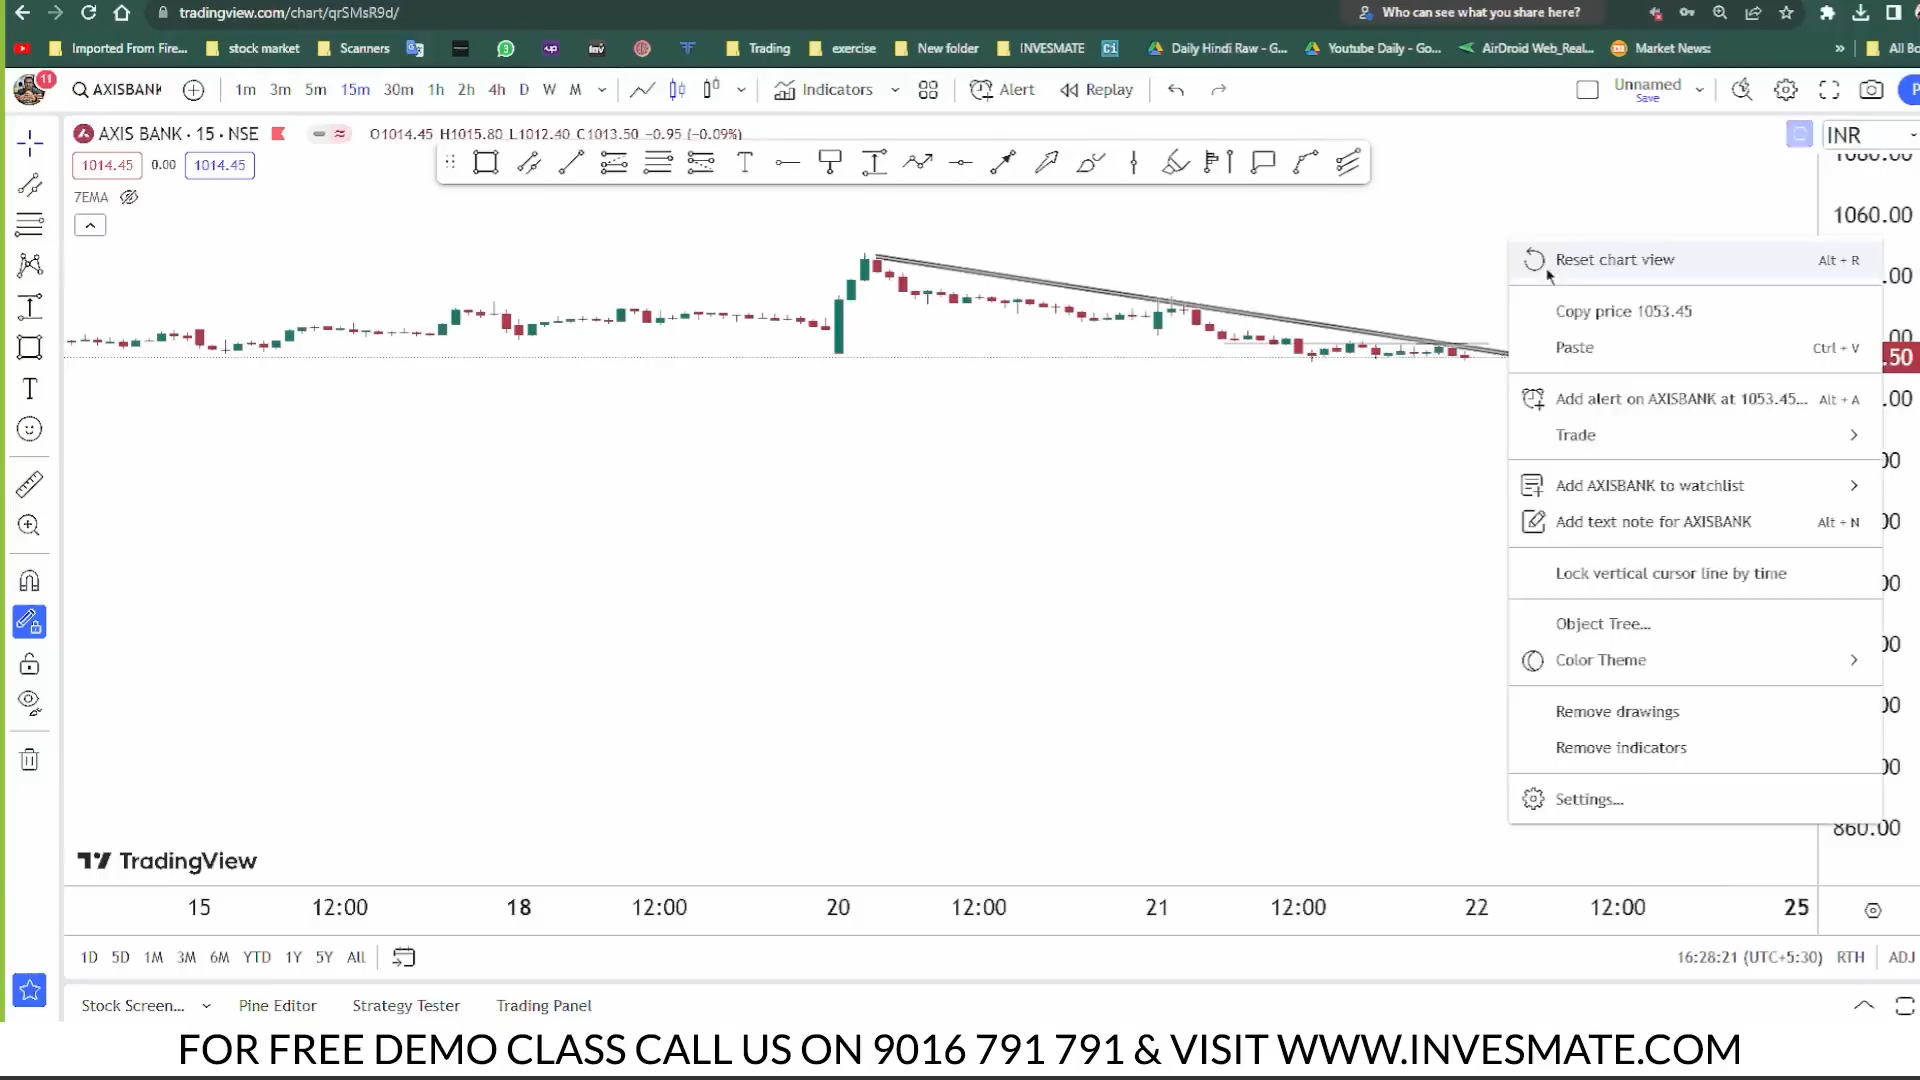 tradingview.com/chart/qrSMsR9d/
Who can see what you share here?
Imported From Fire...
stock market
Scanners
Trading
exercise
New folder
INVESMATE
Ci
Daily Hindi Raw - G...
Youtube Daily - Go...
AirDroid Web_Real...
Market News:
»
All Bo
11
AXISBANK
1m 3m 5m 15m 30m 1h 2h 4h D W M
Indicators
Alert
Replay
Unnamed
Save
P
AXIS BANK · 15 · NSE
O1014.45 H1015.80 L1012.40 C1013.50 −0.95 (−0.09%)
INR
1014.45
0.00
1014.45
7EMA
1060.00
Reset chart view Alt + R
.00
Copy price 1053.45
Paste Ctrl + V
.00
.50
Add alert on AXISBANK at 1053.45... Alt + A
.00
Trade
Add AXISBANK to watchlist
Add text note for AXISBANK Alt + N
Lock vertical cursor line by time
Object Tree...
Color Theme
Remove drawings
Remove indicators
Settings...
860.00
TradingView
15 12:00 18 12:00 20 12:00 21 12:00 22 12:00 25
1D 5D 1M 3M 6M YTD 1Y 5Y All
16:28:21 (UTC+5:30) RTH ADJ
Stock Screen...
Pine Editor
Strategy Tester
Trading Panel
FOR FREE DEMO CLASS CALL US ON 9016 791 791 & VISIT WWW.INVESMATE.COM